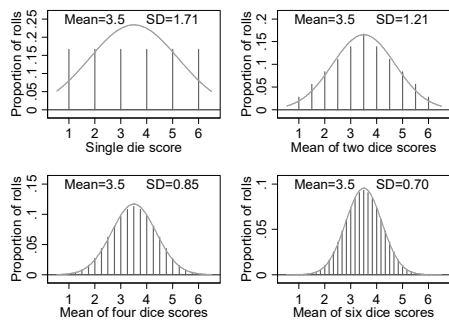 Mean=3.5 SD=1.71
Proportion of rolls
0 .05 .1 .15 .2 .25
1 2 3 4 5 6
Single die score
Mean=3.5 SD=1.21
Proportion of rolls
0 .05 .1 .15 .2
1 2 3 4 5 6
Mean of two dice scores
Mean=3.5 SD=0.85
Proportion of rolls
0 .05 .1 .15
1 2 3 4 5 6
Mean of four dice scores
Mean=3.5 SD=0.70
Proportion of rolls
0 .05 .1
1 2 3 4 5 6
Mean of six dice scores